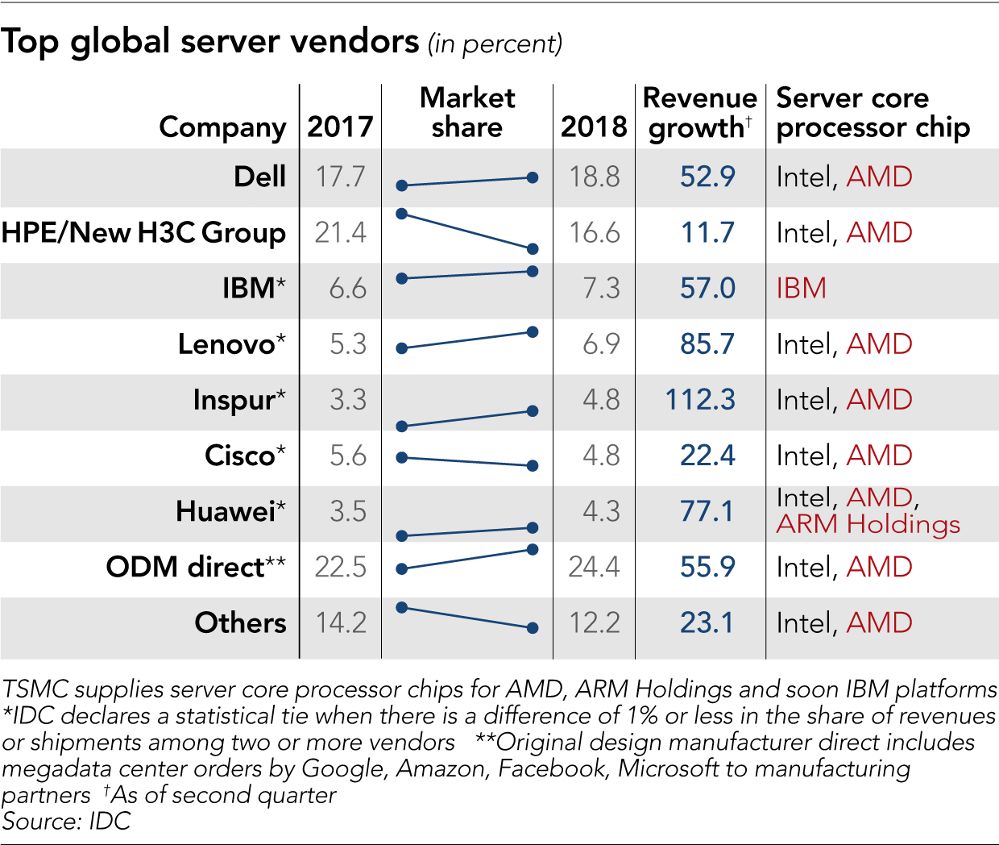 Top global server vendors (in percent)
Company 2017 Market share 2018 Revenue growth† Server core processor chip
Dell 17.7 18.8 52.9 Intel, AMD
HPE/New H3C Group 21.4 16.6 11.7 Intel, AMD
IBM* 6.6 7.3 57.0 IBM
Lenovo* 5.3 6.9 85.7 Intel, AMD
Inspur* 3.3 4.8 112.3 Intel, AMD
Cisco* 5.6 4.8 22.4 Intel, AMD
Huawei* 3.5 4.3 77.1 Intel, AMD, ARM Holdings
ODM direct** 22.5 24.4 55.9 Intel, AMD
Others 14.2 12.2 23.1 Intel, AMD
TSMC supplies server core processor chips for AMD, ARM Holdings and soon IBM platforms
*IDC declares a statistical tie when there is a difference of 1% or less in the share of revenues
or shipments among two or more vendors **Original design manufacturer direct includes
megadata center orders by Google, Amazon, Facebook, Microsoft to manufacturing
partners †As of second quarter
Source: IDC